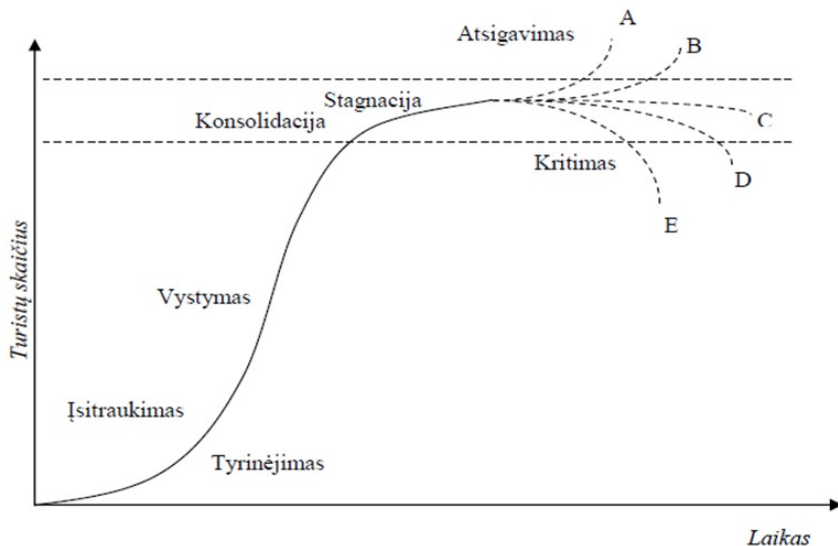 Atsigavimas
A
B
Stagnacija
Konsolidacija
C
Kritimas
D
E
Vystymas
Turistų skaičius
Įsitraukimas
Tyrinėjimas
Laikas